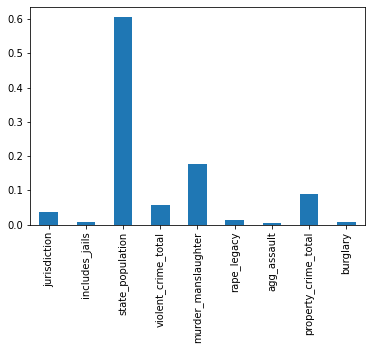 0.6
0.5
0.4
0.3
0.2
0.1
0.0
jurisdiction
includes_jails
state_population
violent_crime_total
murder_manslaughter
rape_legacy
agg_assault
property_crime_total
burglary